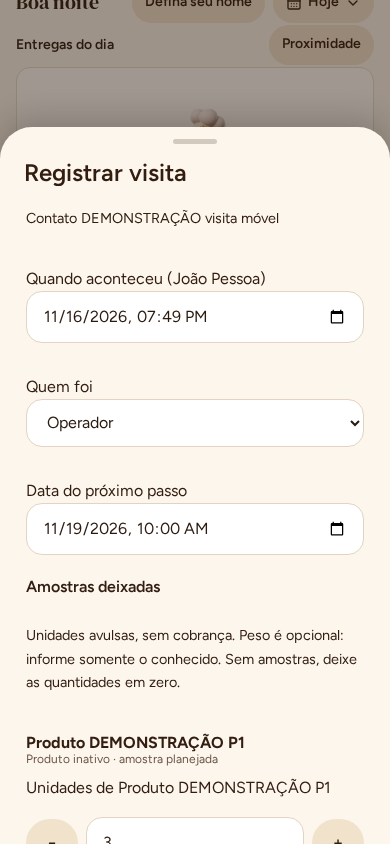 Boa noite
Defina seu nome
Hoje
Entregas do dia
Proximidade
Registrar visita
Contato DEMONSTRAÇÃO visita móvel
Quando aconteceu (João Pessoa)
11/16/2026, 07:49 PM
Quem foi
Operador
Data do próximo passo
11/19/2026, 10:00 AM
Amostras deixadas
Unidades avulsas, sem cobrança. Peso é opcional:
informe somente o conhecido. Sem amostras, deixe
as quantidades em zero.
Produto DEMONSTRAÇÃO P1
Produto inativo · amostra planejada
Unidades de Produto DEMONSTRAÇÃO P1
- 3 +